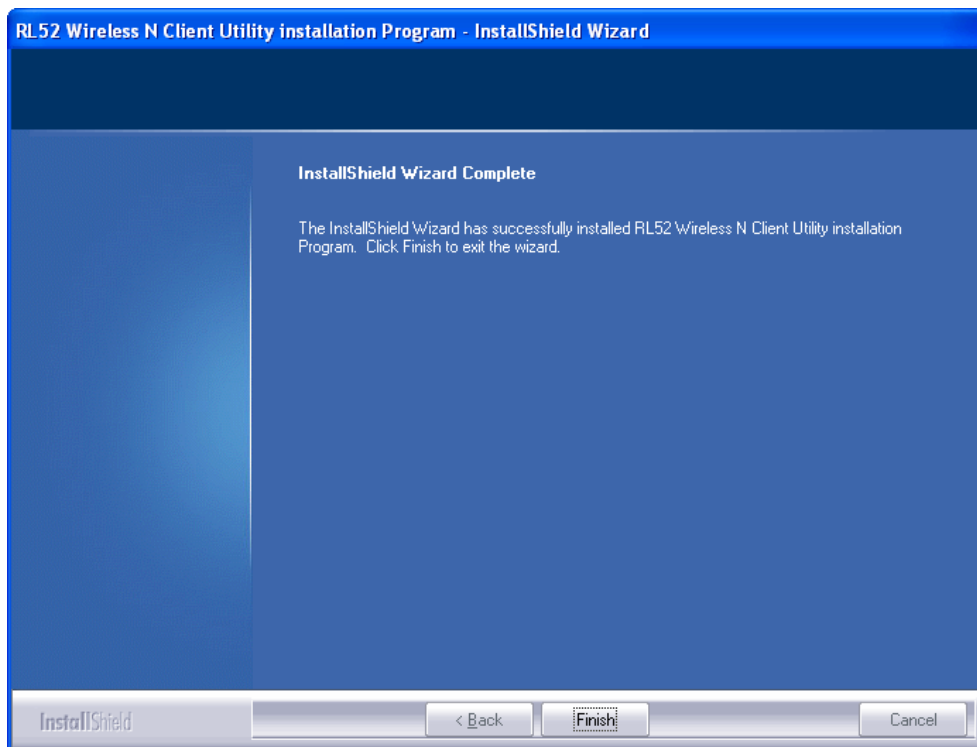 RL52 Wireless N Client Utility installation Program - InstallShield Wizard
InstallShield Wizard Complete
The InstallShield Wizard has successfully installed RL52 Wireless N Client Utility installation
Program. Click Finish to exit the wizard.
InstallShield
< Back
Finish
Cancel